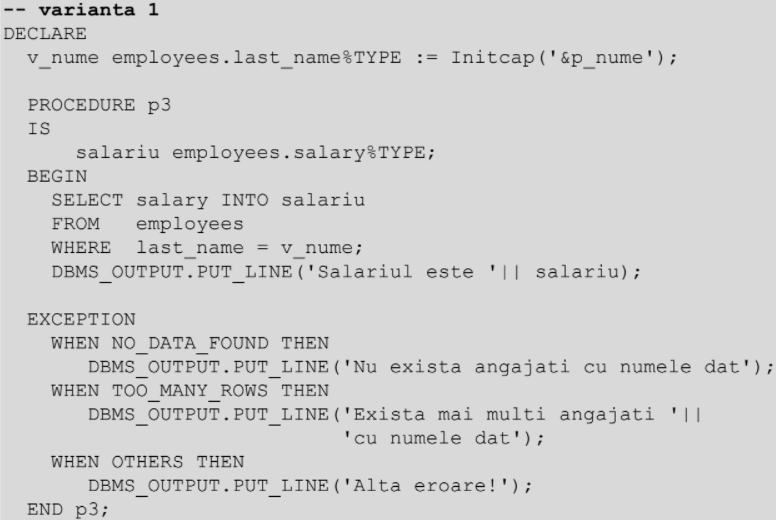 -- varianta 1
DECLARE
  v_nume employees.last_name%TYPE := Initcap('&p_nume');

  PROCEDURE p3
  IS
      salariu employees.salary%TYPE;
  BEGIN
    SELECT salary INTO salariu
    FROM   employees
    WHERE  last_name = v_nume;
    DBMS_OUTPUT.PUT_LINE('Salariul este '|| salariu);

  EXCEPTION
    WHEN NO_DATA_FOUND THEN
       DBMS_OUTPUT.PUT_LINE('Nu exista angajati cu numele dat');
    WHEN TOO_MANY_ROWS THEN
       DBMS_OUTPUT.PUT_LINE('Exista mai multi angajati '||
                            'cu numele dat');
    WHEN OTHERS THEN
       DBMS_OUTPUT.PUT_LINE('Alta eroare!');
  END p3;